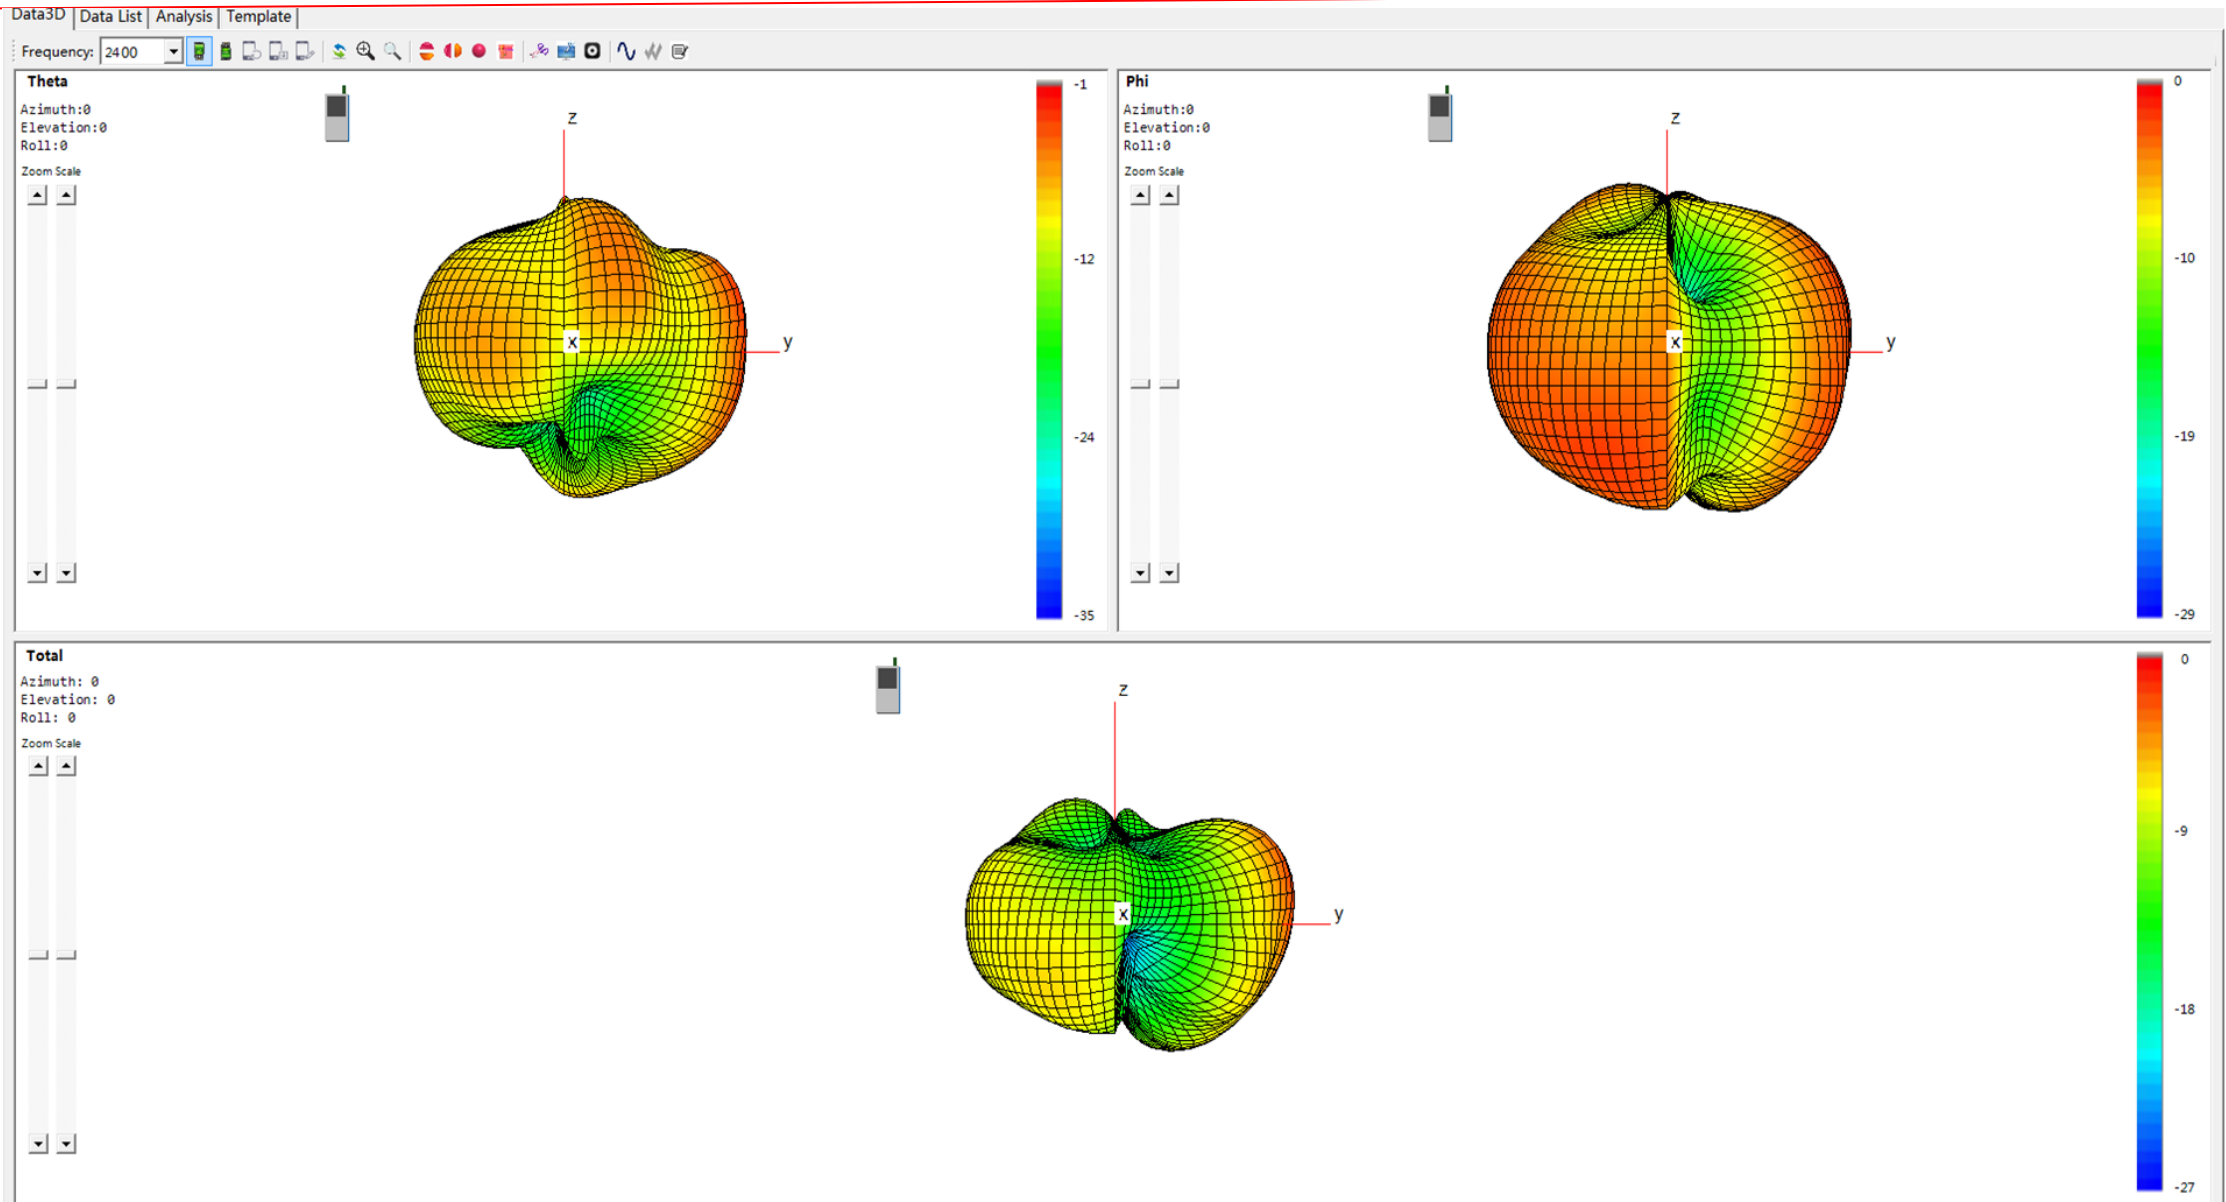 Data3D Data List Analysis Template
Frequency: 2400
Theta
Azimuth:0
Elevation:0
Roll:0
Zoom Scale
z
x
y
-1
-12
-24
-35
Phi
Azimuth:0
Elevation:0
Roll:0
Zoom Scale
z
x
y
0
-10
-19
-29
Total
Azimuth: 0
Elevation: 0
Roll: 0
Zoom Scale
z
x
y
0
-9
-18
-27